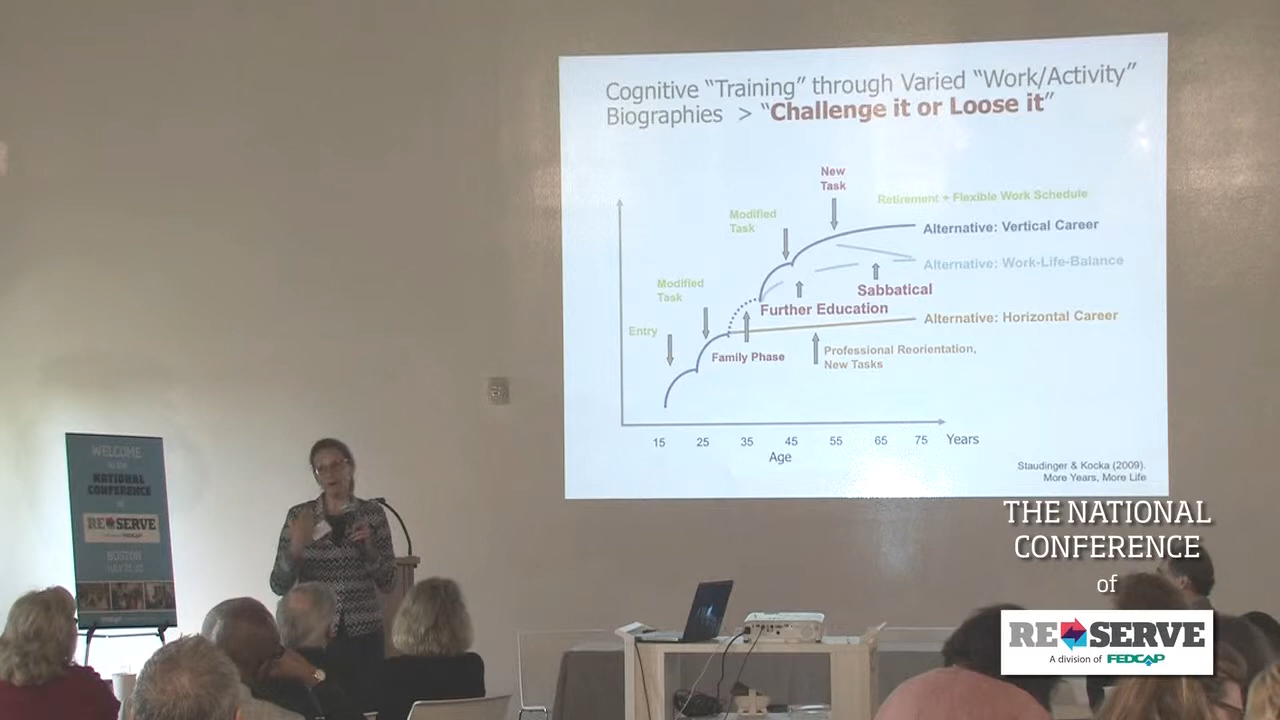 Cognitive “Training” through Varied “Work/Activity”
Biographies > “Challenge it or Loose it”
New
Task
Retirement + Flexible Work Schedule
Modified
Task
Alternative: Vertical Career
Alternative: Work-Life-Balance
Modified
Task
Sabbatical
Further Education
Alternative: Horizontal Career
Entry
Family Phase
Professional Reorientation,
New Tasks
15 25 35 45 55 65 75 Years
Age
Staudinger & Kocka (2009).
More Years, More Life
WELCOME
to the
NATIONAL
CONFERENCE
of
RE SERVE
BOSTON
THE NATIONAL
CONFERENCE
of
RE SERVE
A division of FEDCAP